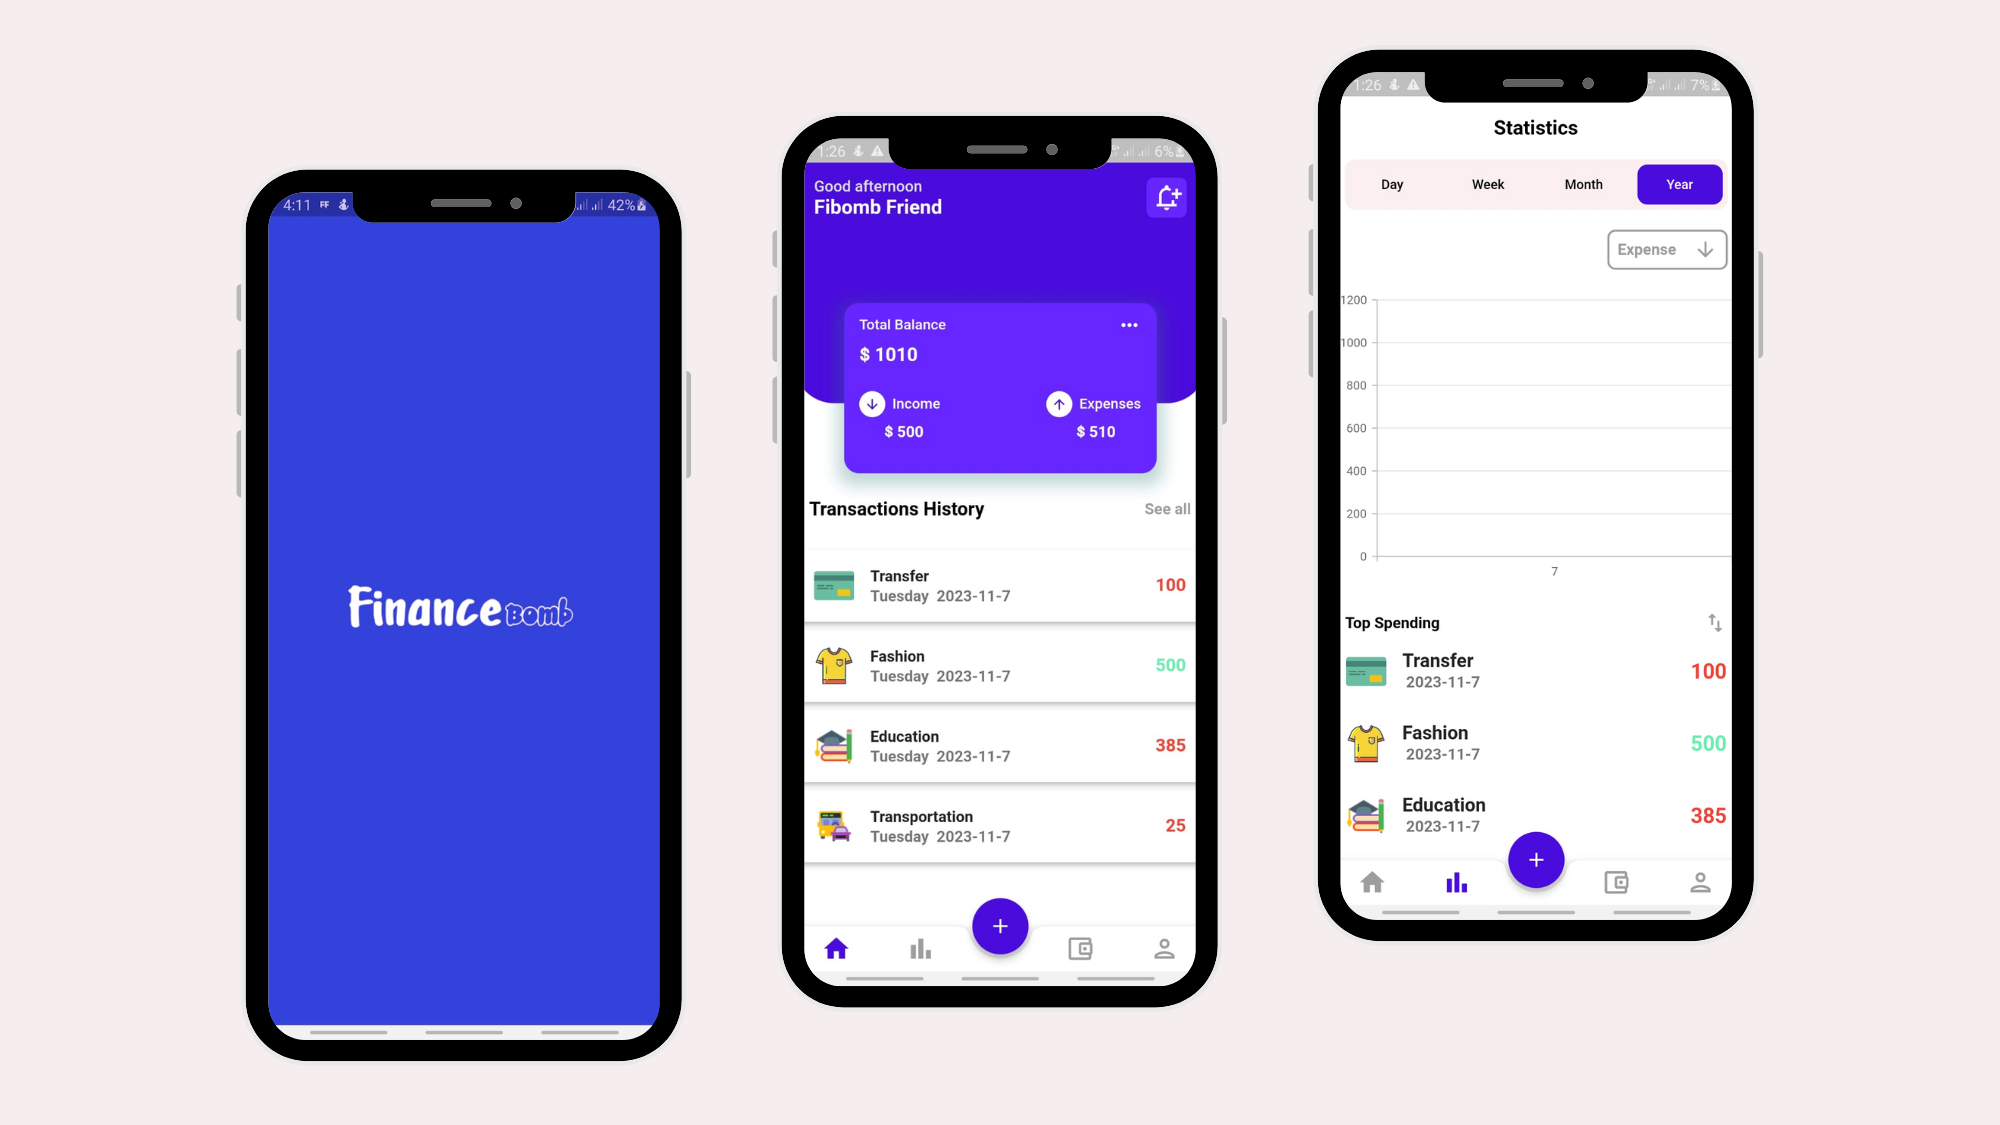 4:11 FF 42%
Finance Bomb
1:26 6%
Good afternoon
Fibomb Friend
Total Balance
$ 1010
Income
Expenses
$ 500
$ 510
Transactions History
See all
Transfer
Tuesday 2023-11-7
100
Fashion
Tuesday 2023-11-7
500
Education
Tuesday 2023-11-7
385
Transportation
Tuesday 2023-11-7
25
+
1:26 7%
Statistics
Day Week Month Year
Expense
1200
1000
800
600
400
200
0
7
Top Spending
Transfer
2023-11-7
100
Fashion
2023-11-7
500
Education
2023-11-7
385
+